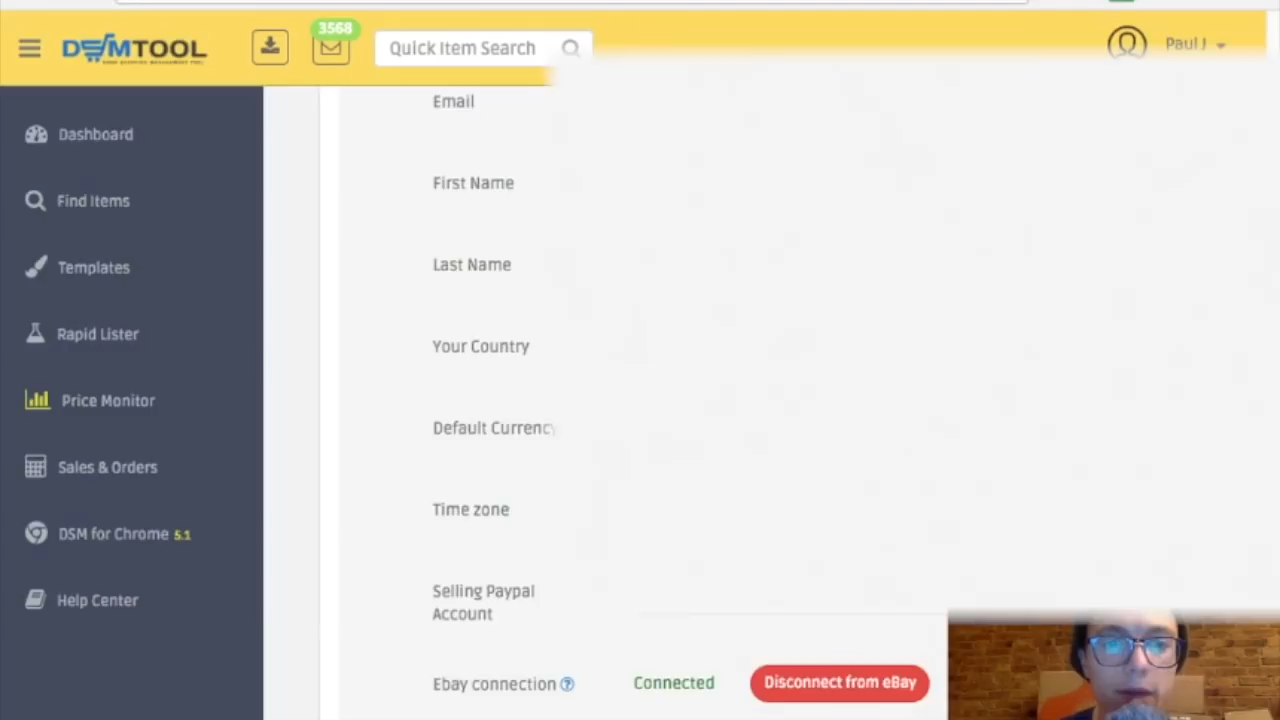 3568
DSMTOOL
Quick Item Search
Paul J
Dashboard
Find Items
Templates
Rapid Lister
Price Monitor
Sales & Orders
DSM for Chrome 5.1
Help Center
Email
First Name
Last Name
Your Country
Default Currency
Time zone
Selling Paypal
Account
Ebay connection ?
Connected
Disconnect from eBay